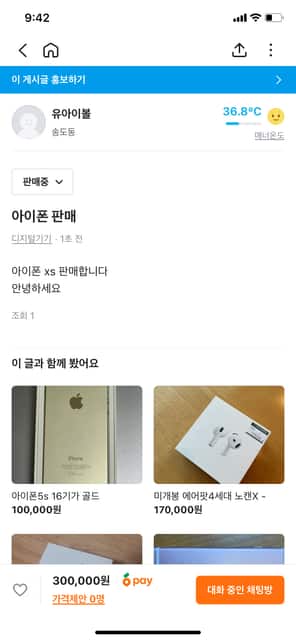 9:42
이 게시글 홍보하기
유아이볼
송도동
36.8°C
매너온도
판매중
아이폰 판매
디지털기기 · 1초 전
아이폰 xs 판매합니다
안녕하세요
조회 1
이 글과 함께 봤어요
iPhone
아이폰5s 16기가 골드
100,000원
미개봉 에어팟4세대 노캔X -
170,000원
300,000원
pay
가격제안 0명
대화 중인 채팅방